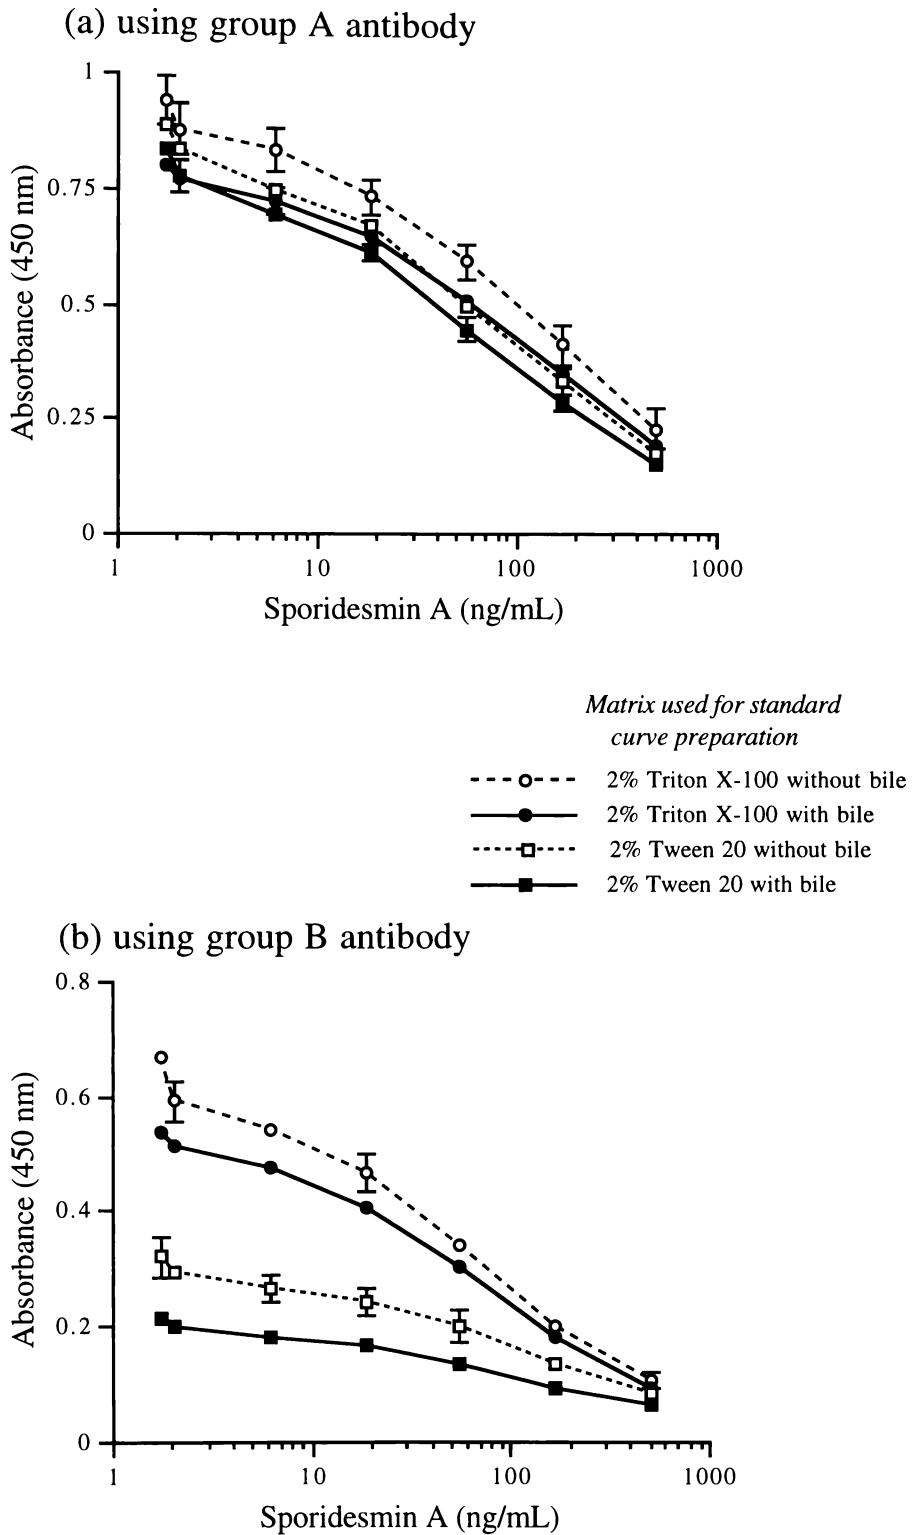 (a) using group A antibody
1
0.75
0.5
0.25
0
Absorbance (450 nm)
1 10 100 1000
Sporidesmin A (ng/mL)
Matrix used for standard
curve preparation
2% Triton X-100 without bile
2% Triton X-100 with bile
2% Tween 20 without bile
2% Tween 20 with bile
(b) using group B antibody
0.8
0.6
0.4
0.2
0
Absorbance (450 nm)
1 10 100 1000
Sporidesmin A (ng/mL)